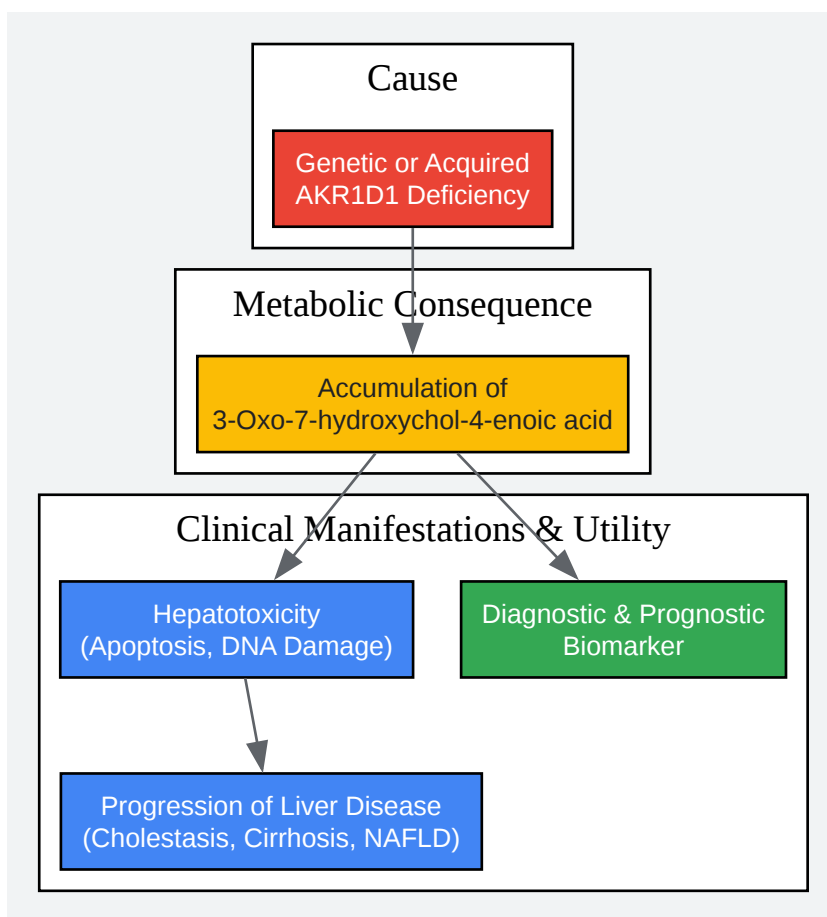 Cause
Genetic or Acquired
AKR1D1 Deficiency
Metabolic Consequence
Accumulation of
3-Oxo-7-hydroxychol-4-enoic acid
Clinical Manifestations & Utility
Hepatotoxicity
(Apoptosis, DNA Damage)
Diagnostic & Prognostic
Biomarker
Progression of Liver Disease
(Cholestasis, Cirrhosis, NAFLD)